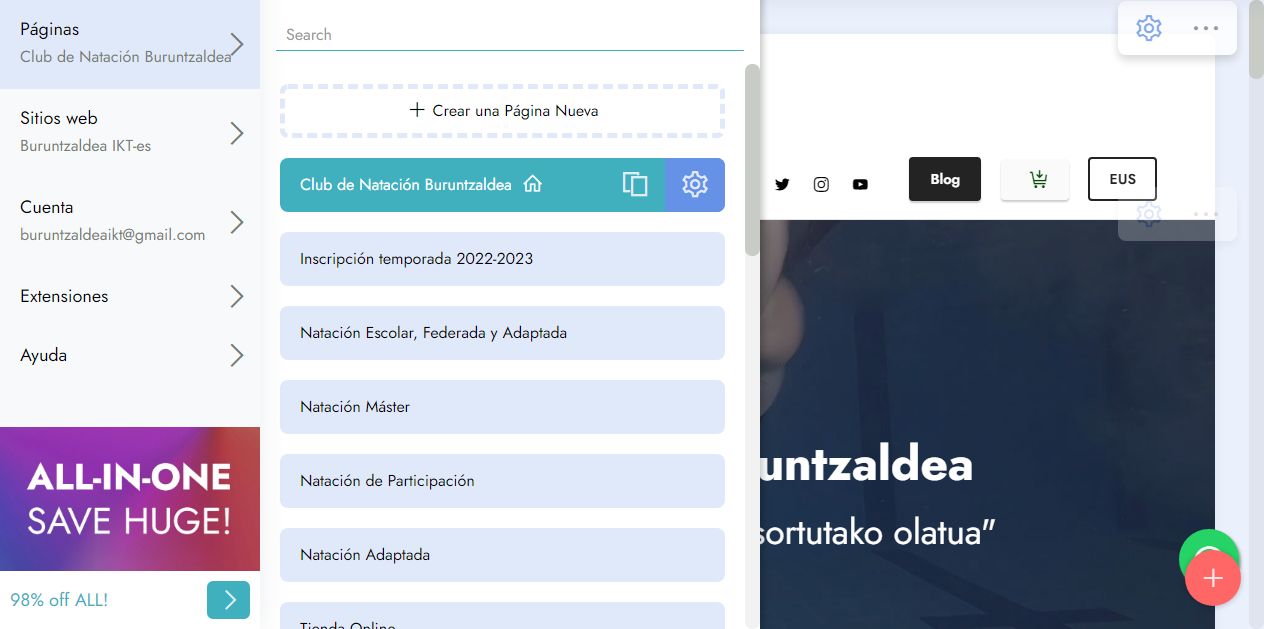 Páginas
Club de Natación Buruntzaldea
Sitios web
Buruntzaldea IKT-es
Cuenta
buruntzaldeaikt@gmail.com
Extensiones
Ayuda
ALL-IN-ONE
SAVE HUGE!
98% off ALL!
Search
Crear una Página Nueva
Club de Natación Buruntzaldea
Inscripción temporada 2022-2023
Natación Escolar, Federada y Adaptada
Natación Máster
Natación de Participación
Natación Adaptada
Tienda Online
Blog
EUS
untzaldea
sortutako olatua"